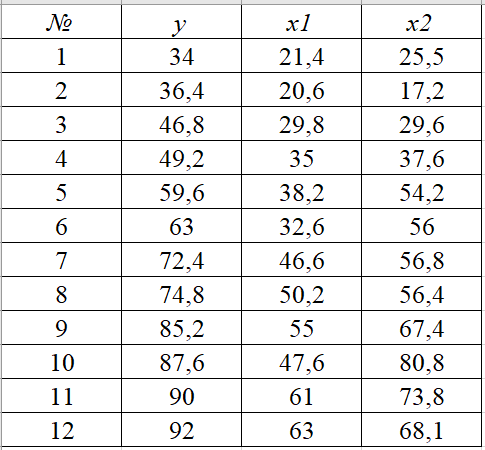 № y x1 x2
1 34 21,4 25,5
2 36,4 20,6 17,2
3 46,8 29,8 29,6
4 49,2 35 37,6
5 59,6 38,2 54,2
6 63 32,6 56
7 72,4 46,6 56,8
8 74,8 50,2 56,4
9 85,2 55 67,4
10 87,6 47,6 80,8
11 90 61 73,8
12 92 63 68,1